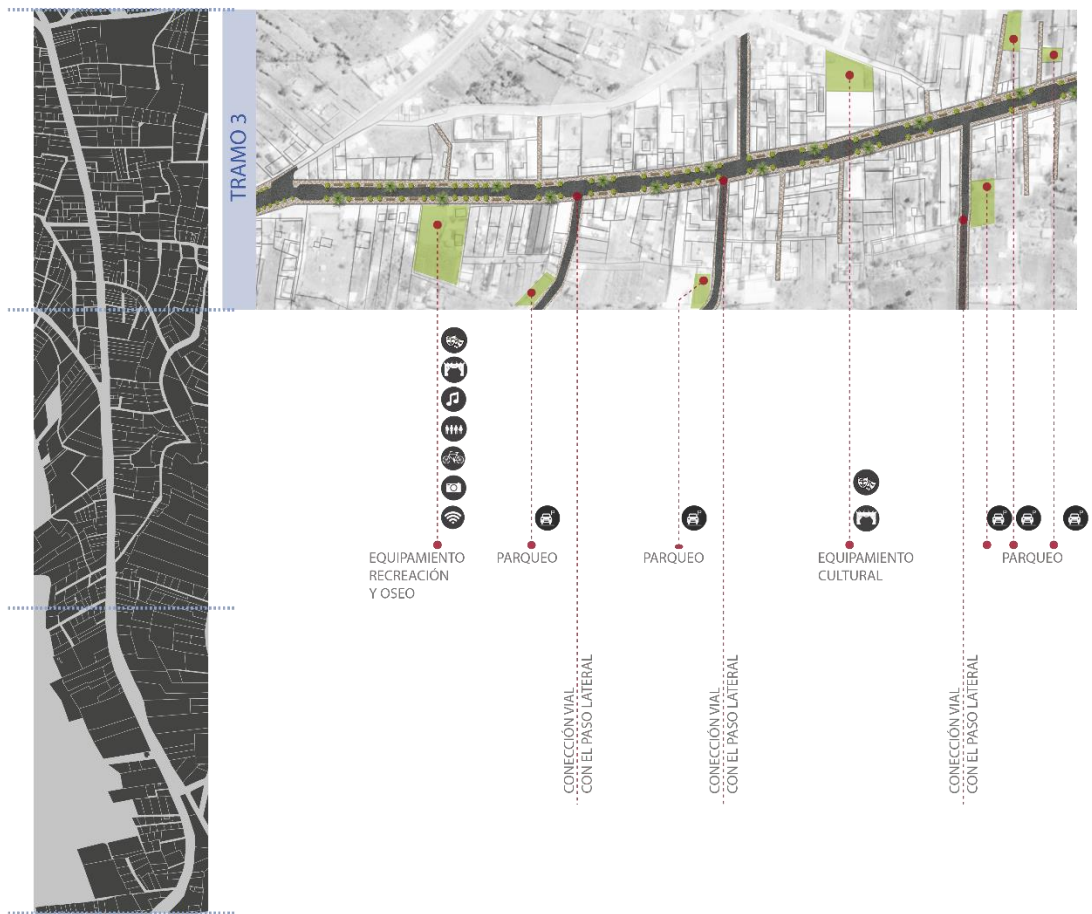 TRAMO 3
EQUIPAMIENTO
RECREACIÓN
Y OSEO
PARQUEO
PARQUEO
EQUIPAMIENTO
CULTURAL
PARQUEO
CONECCIÓN VIAL
CON EL PASO LATERAL
CONECCIÓN VIAL
CON EL PASO LATERAL
CONECCIÓN VIAL
CON EL PASO LATERAL